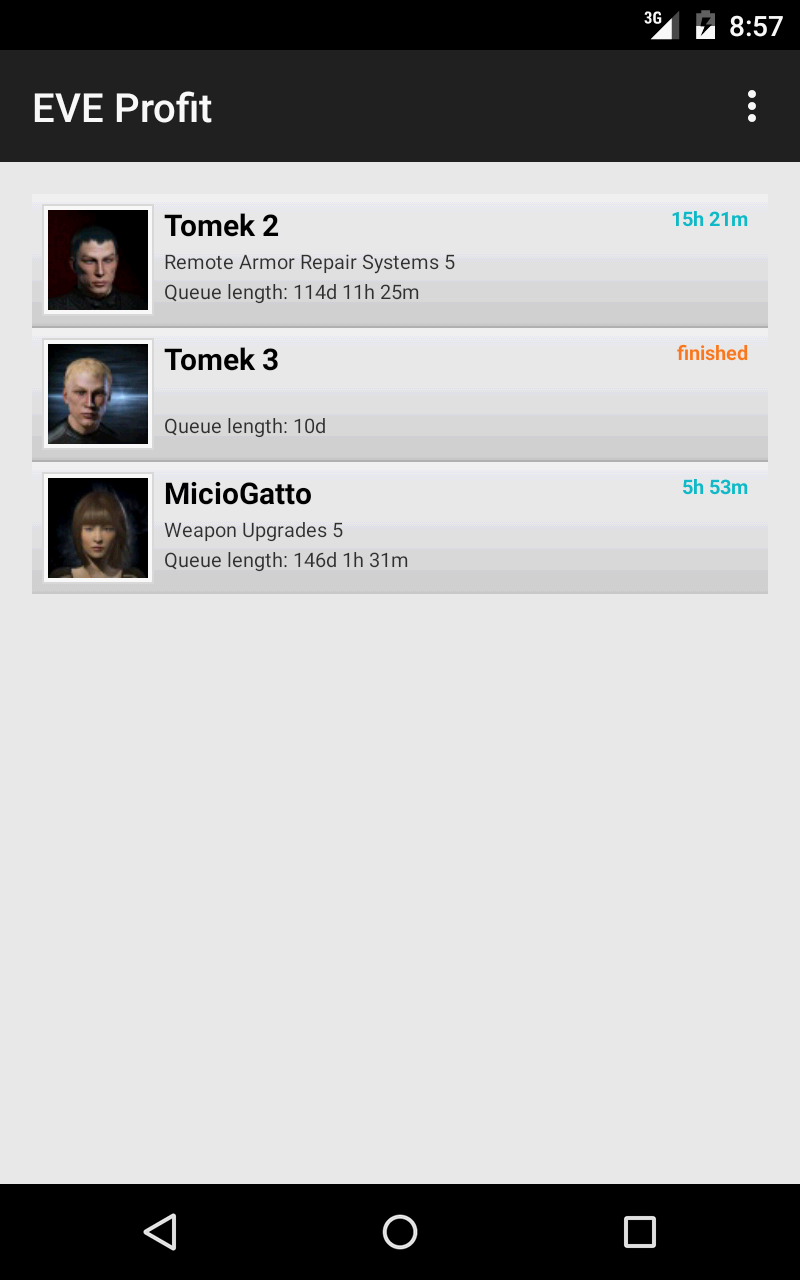 3G 8:57
EVE Profit
Tomek 2 15h 21m
Remote Armor Repair Systems 5
Queue length: 114d 11h 25m
Tomek 3 finished
Queue length: 10d
MicioGatto 5h 53m
Weapon Upgrades 5
Queue length: 146d 1h 31m